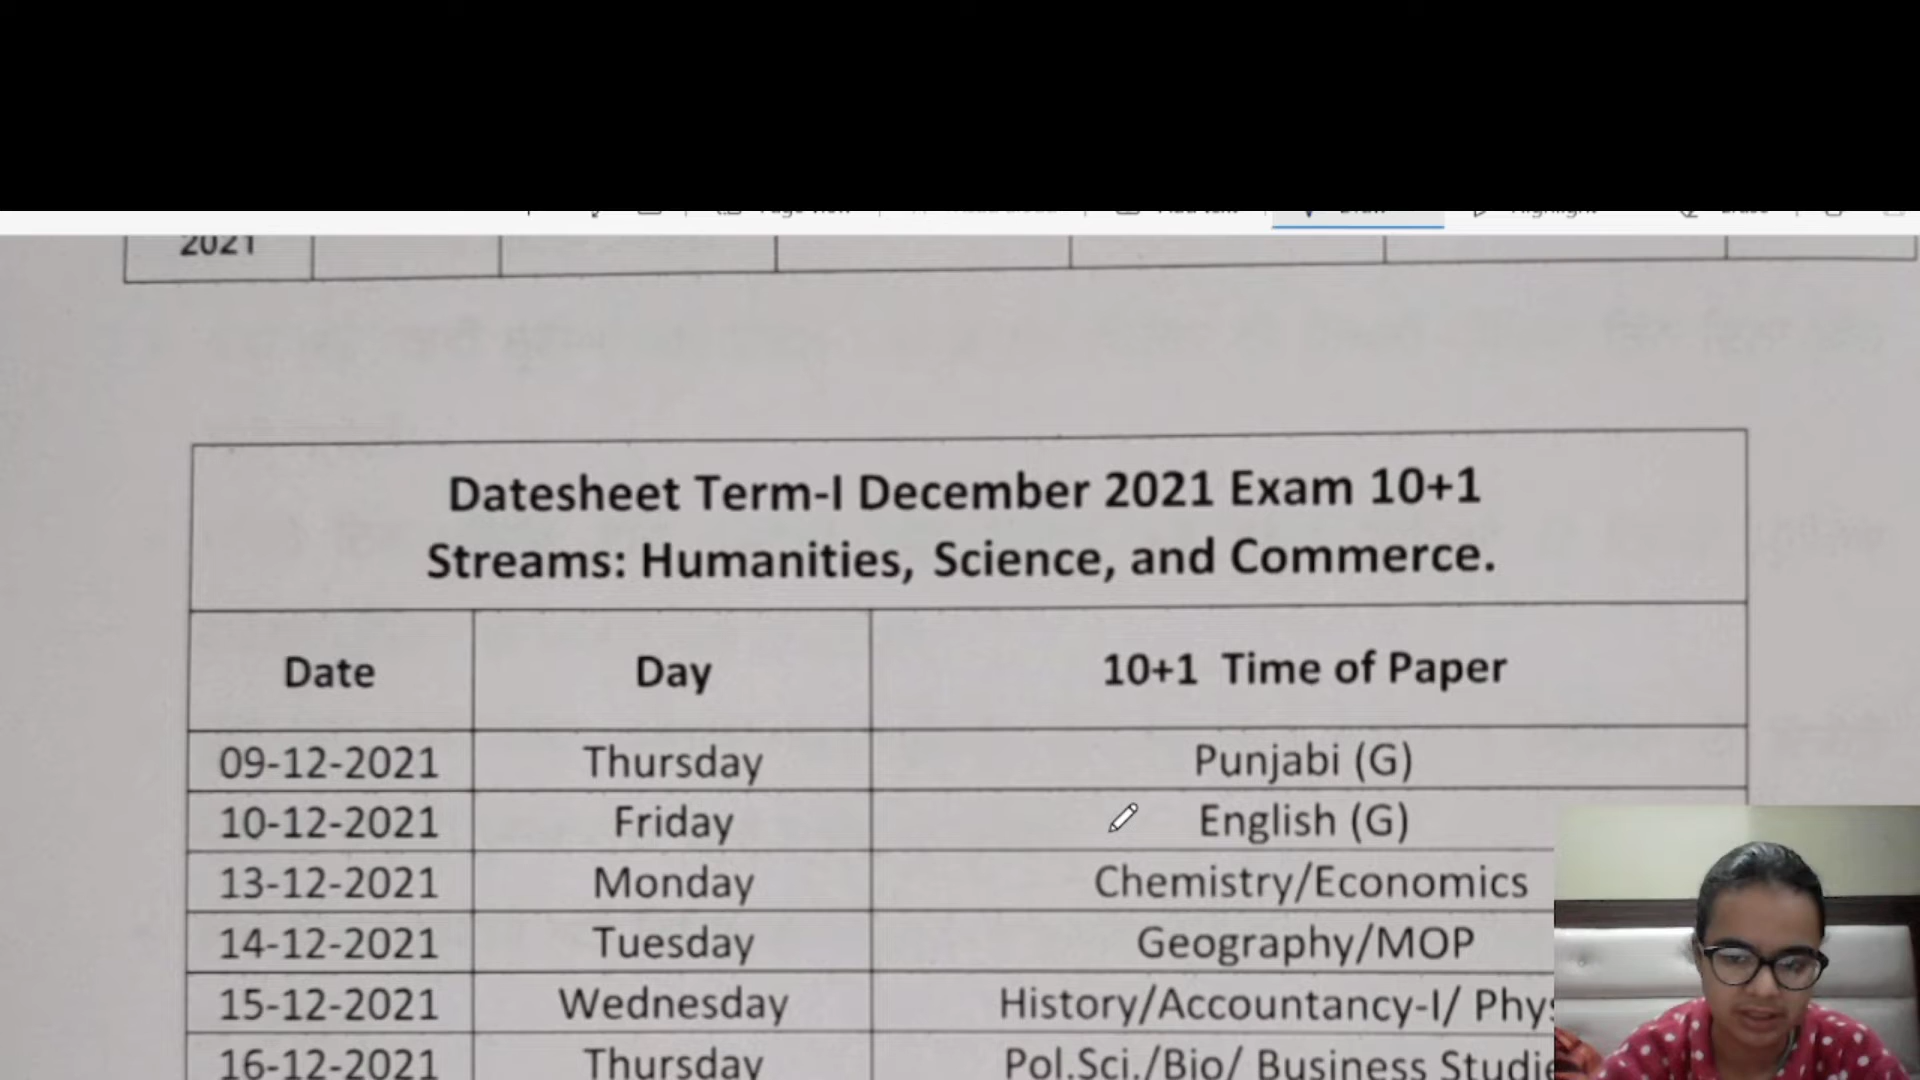 2021
Datesheet Term-I December 2021 Exam 10+1
Streams: Humanities, Science, and Commerce.
Date Day 10+1 Time of Paper
09-12-2021 Thursday Punjabi (G)
10-12-2021 Friday English (G)
13-12-2021 Monday Chemistry/Economics
14-12-2021 Tuesday Geography/MOP
15-12-2021 Wednesday History/Accountancy-I/ Phys
16-12-2021 Thursday Pol.Sci./Bio/ Business Studie